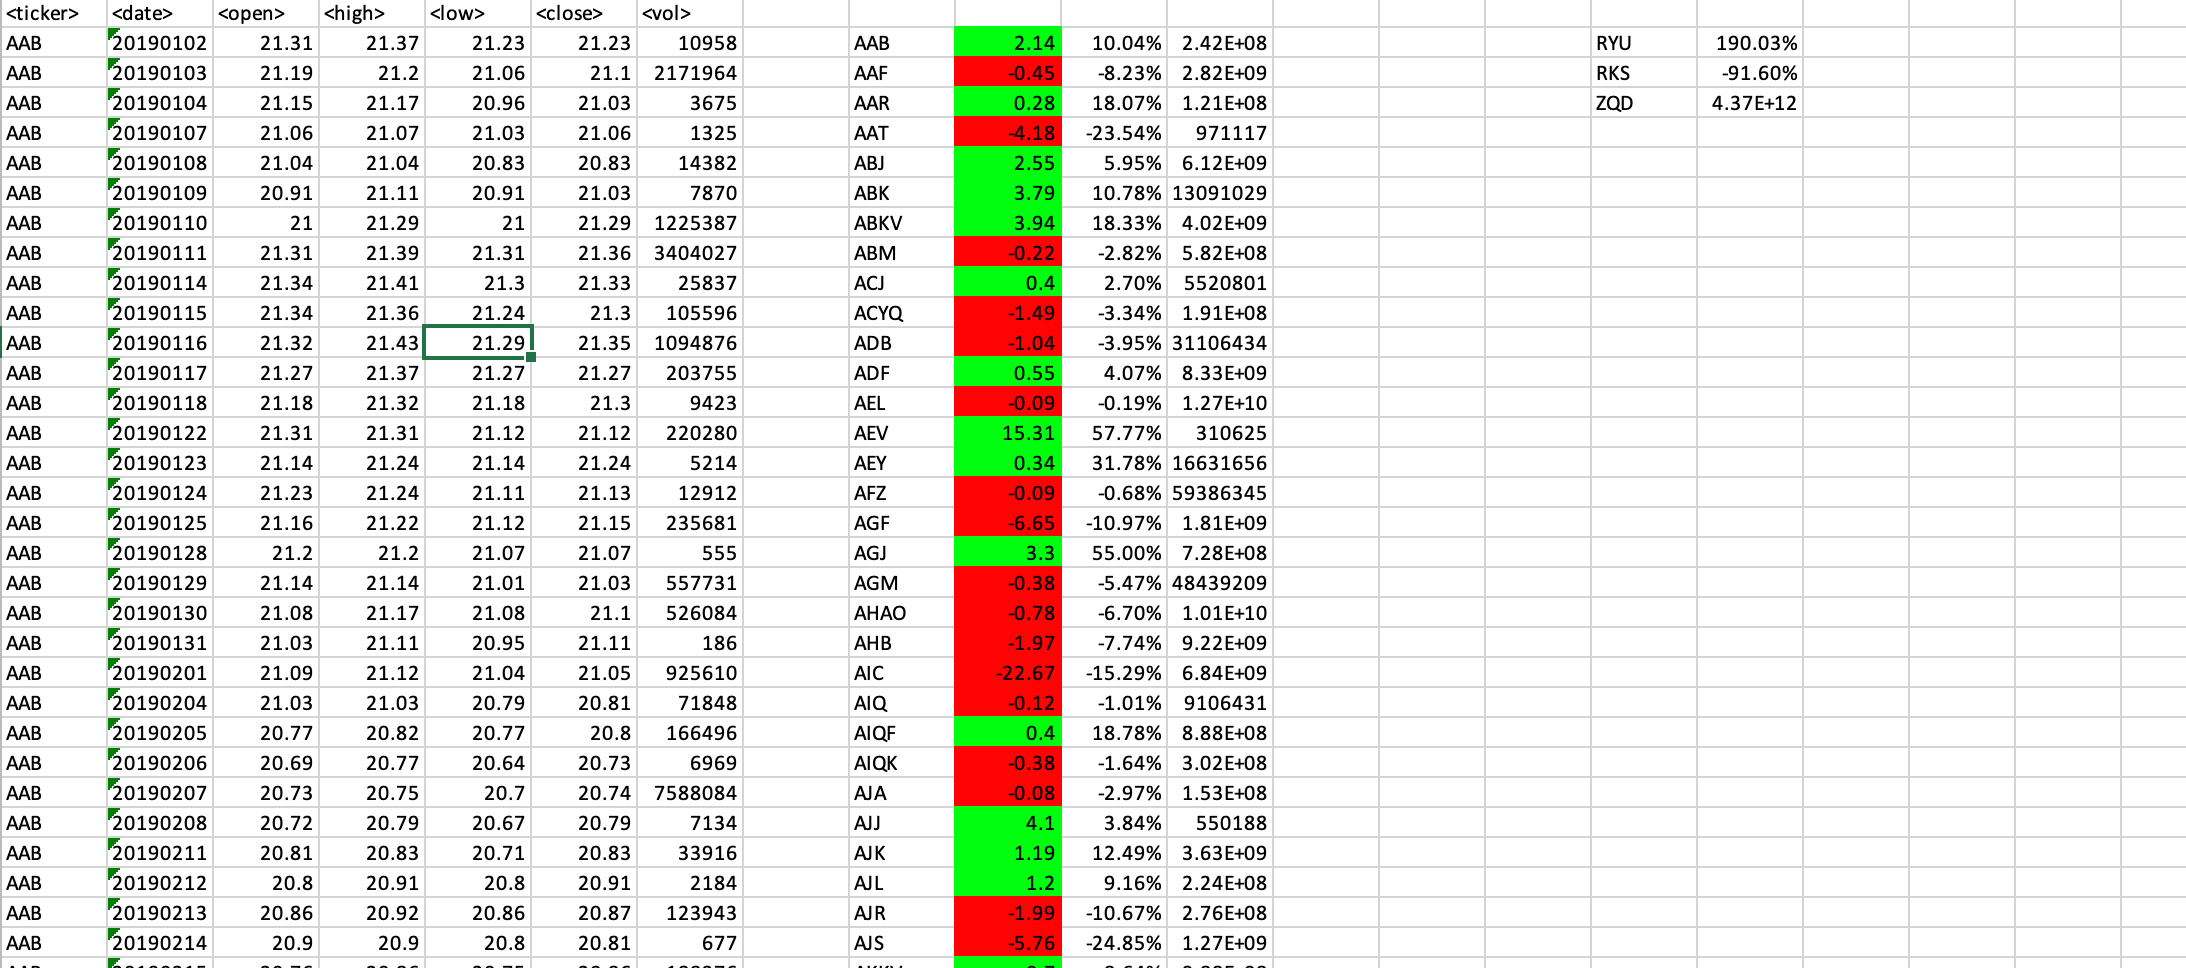 <ticker> <date> <open> <high> <low> <close> <vol>
AAB 20190102 21.31 21.37 21.23 21.23 10958 AAB 2.14 10.04% 2.42E+08 RYU 190.03%
AAB 20190103 21.19 21.2 21.06 21.1 2171964 AAF -0.45 -8.23% 2.82E+09 RKS -91.60%
AAB 20190104 21.15 21.17 20.96 21.03 3675 AAR 0.28 18.07% 1.21E+08 ZQD 4.37E+12
AAB 20190107 21.06 21.07 21.03 21.06 1325 AAT -4.18 -23.54% 971117
AAB 20190108 21.04 21.04 20.83 20.83 14382 ABJ 2.55 5.95% 6.12E+09
AAB 20190109 20.91 21.11 20.91 21.03 7870 ABK 3.79 10.78% 13091029
AAB 20190110 21 21.29 21 21.29 1225387 ABKV 3.94 18.33% 4.02E+09
AAB 20190111 21.31 21.39 21.31 21.36 3404027 ABM -0.22 -2.82% 5.82E+08
AAB 20190114 21.34 21.41 21.3 21.33 25837 ACJ 0.4 2.70% 5520801
AAB 20190115 21.34 21.36 21.24 21.3 105596 ACYQ -1.49 -3.34% 1.91E+08
AAB 20190116 21.32 21.43 21.29 21.35 1094876 ADB -1.04 -3.95% 31106434
AAB 20190117 21.27 21.37 21.27 21.27 203755 ADF 0.55 4.07% 8.33E+09
AAB 20190118 21.18 21.32 21.18 21.3 9423 AEL -0.09 -0.19% 1.27E+10
AAB 20190122 21.31 21.31 21.12 21.12 220280 AEV 15.31 57.77% 310625
AAB 20190123 21.14 21.24 21.14 21.24 5214 AEY 0.34 31.78% 16631656
AAB 20190124 21.23 21.24 21.11 21.13 12912 AFZ -0.09 -0.68% 59386345
AAB 20190125 21.16 21.22 21.12 21.15 235681 AGF -6.65 -10.97% 1.81E+09
AAB 20190128 21.2 21.2 21.07 21.07 555 AGJ 3.3 55.00% 7.28E+08
AAB 20190129 21.14 21.14 21.01 21.03 557731 AGM -0.38 -5.47% 48439209
AAB 20190130 21.08 21.17 21.08 21.1 526084 AHAO -0.78 -6.70% 1.01E+10
AAB 20190131 21.03 21.11 20.95 21.11 186 AHB -1.97 -7.74% 9.22E+09
AAB 20190201 21.09 21.12 21.04 21.05 925610 AIC -22.67 -15.29% 6.84E+09
AAB 20190204 21.03 21.03 20.79 20.81 71848 AIQ -0.12 -1.01% 9106431
AAB 20190205 20.77 20.82 20.77 20.8 166496 AIQF 0.4 18.78% 8.88E+08
AAB 20190206 20.69 20.77 20.64 20.73 6969 AIQK -0.38 -1.64% 3.02E+08
AAB 20190207 20.73 20.75 20.7 20.74 7588084 AJA -0.08 -2.97% 1.53E+08
AAB 20190208 20.72 20.79 20.67 20.79 7134 AJJ 4.1 3.84% 550188
AAB 20190211 20.81 20.83 20.71 20.83 33916 AJK 1.19 12.49% 3.63E+09
AAB 20190212 20.8 20.91 20.8 20.91 2184 AJL 1.2 9.16% 2.24E+08
AAB 20190213 20.86 20.92 20.86 20.87 123943 AJR -1.99 -10.67% 2.76E+08
AAB 20190214 20.9 20.9 20.8 20.81 677 AJS -5.76 -24.85% 1.27E+09